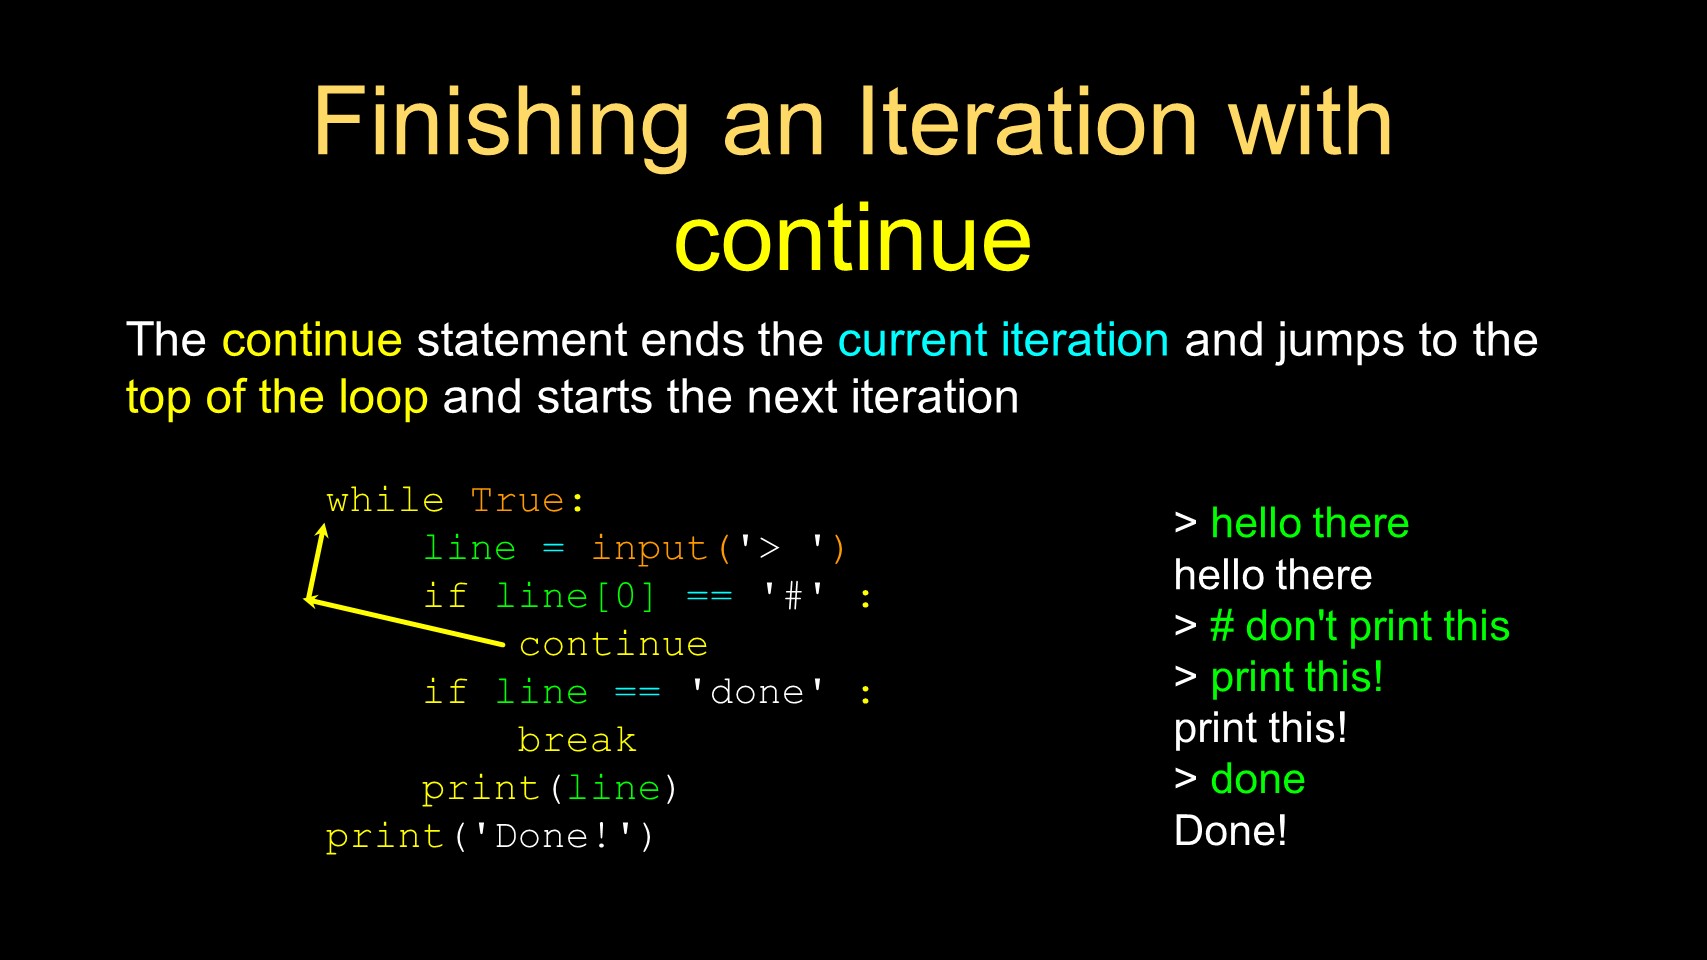 Finishing an Iteration with
continue
The continue statement ends the current iteration and jumps to the
top of the loop and starts the next iteration
while True:
    line = input('> ')
    if line[0] == '#' :
        continue
    if line == 'done' :
        break
    print(line)
print('Done!')
> hello there
hello there
> # don't print this
> print this!
print this!
> done
Done!